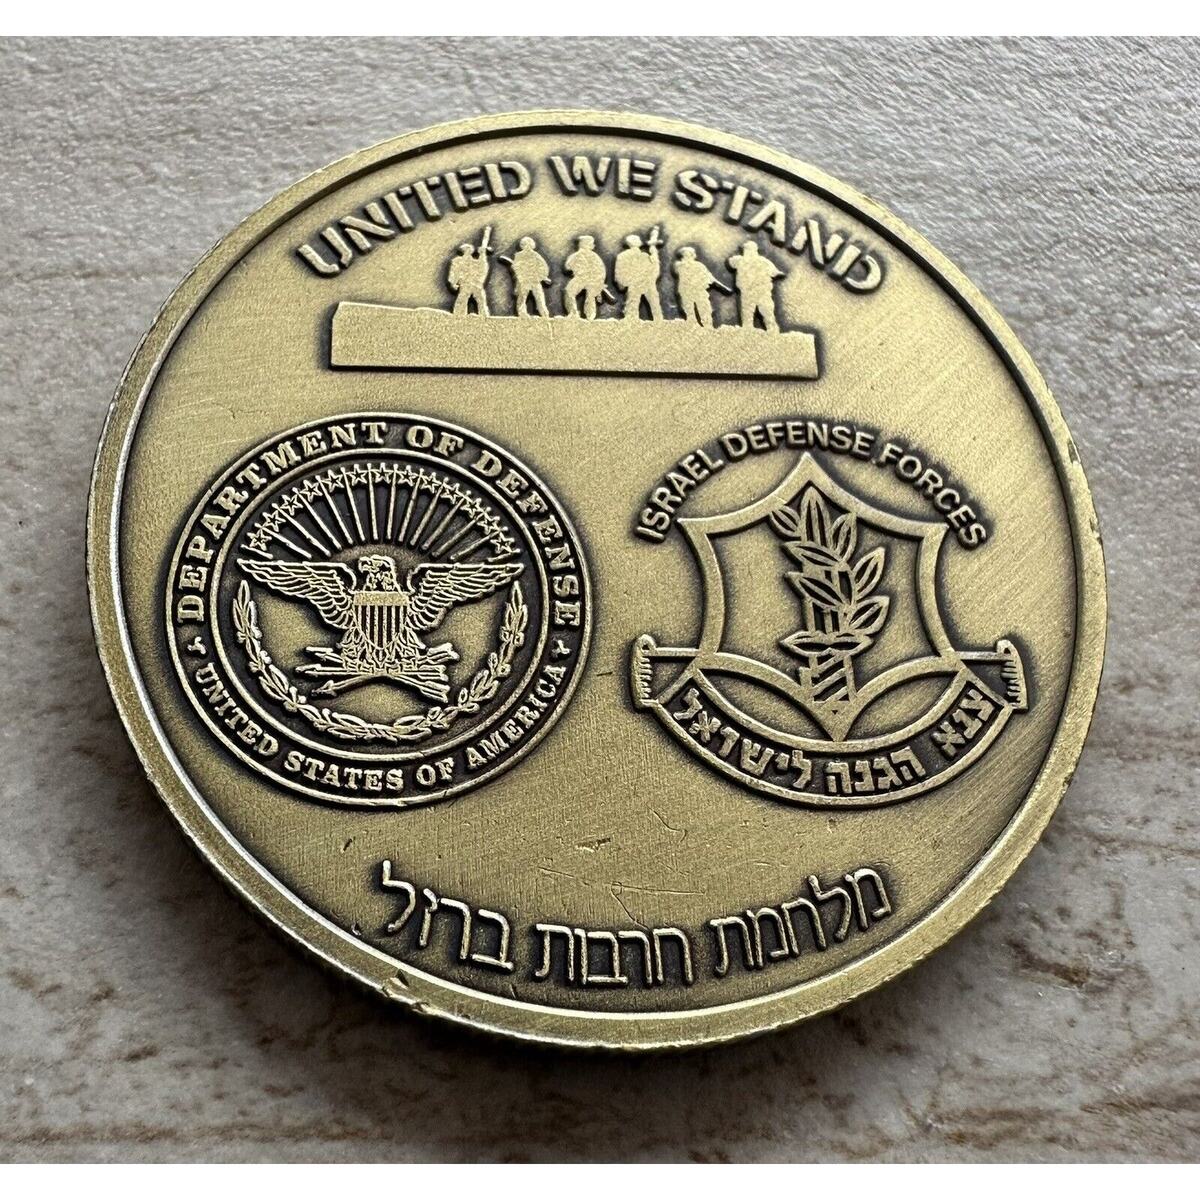 UNITED WE STAND
DEPARTMENT OF DEFENSE
UNITED STATES OF AMERICA
ISRAEL DEFENSE FORCES
צבא הגנה לישראל
מלחמת חרבות ברזל